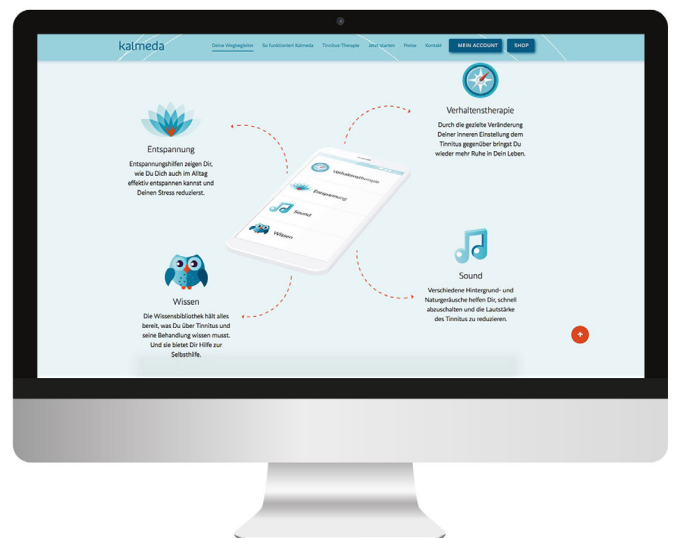 kalmeda
Deine Wegbegleiter So funktioniert Kalmeda Tinnitus-Therapie Jetzt starten Preise Kontakt MEIN ACCOUNT SHOP
Verhaltenstherapie
Durch die gezielte Veränderung
Deiner inneren Einstellung dem
Tinnitus gegenüber bringst Du
wieder mehr Ruhe in Dein Leben.
Entspannung
Entspannungshilfen zeigen Dir,
wie Du Dich auch im Alltag
effektiv entspannen kannst und
Deinen Stress reduzierst.
Verhaltenstherapie
Entspannung
Sound
Wissen
Sound
Verschiedene Hintergrund- und
Naturgeräusche helfen Dir, schnell
abzuschalten und die Lautstärke
des Tinnitus zu reduzieren.
Wissen
Die Wissensbibliothek hält alles
bereit, was Du über Tinnitus und
seine Behandlung wissen musst.
Und sie bietet Dir Hilfe zur
Selbsthilfe.